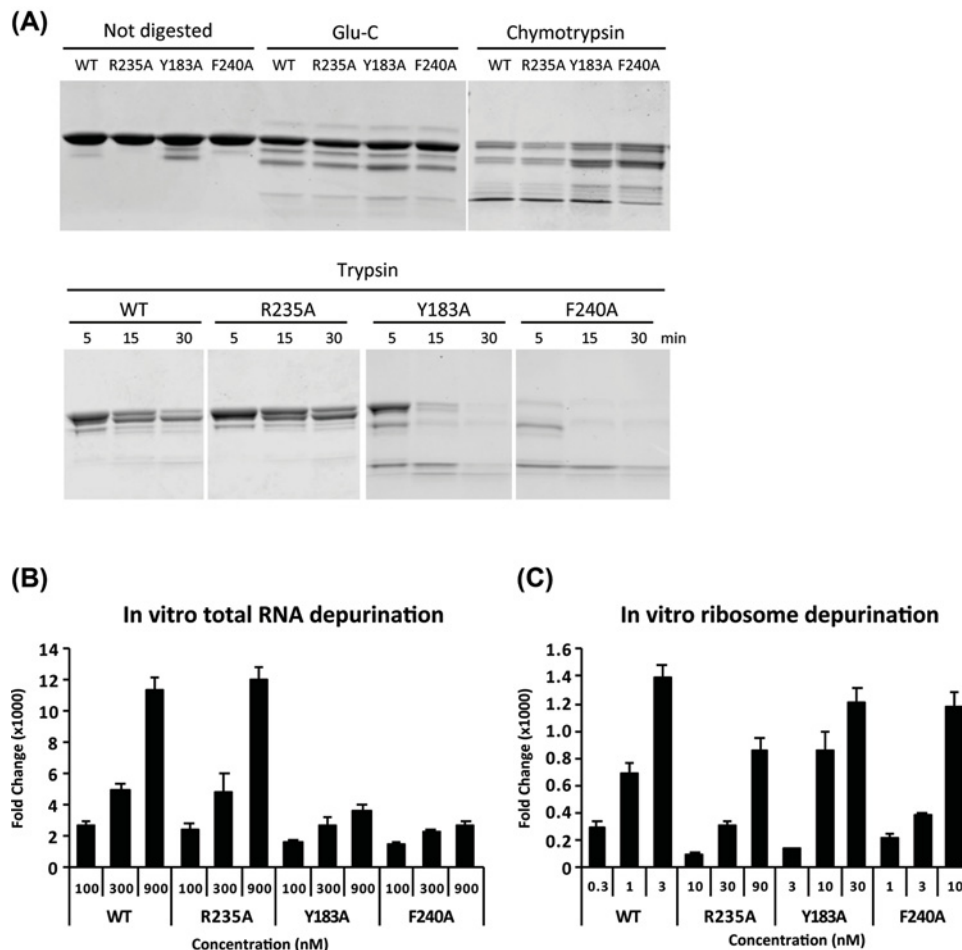 (A)
Not digested Glu-C Chymotrypsin
WT R235A Y183A F240A WT R235A Y183A F240A WT R235A Y183A F240A
Trypsin
WT R235A Y183A F240A
5 15 30 5 15 30 5 15 30 5 15 30 min
(B)
In vitro total RNA depurination
Fold Change (x1000)
14
12
10
8
6
4
2
0
100 300 900 100 300 900 100 300 900 100 300 900
WT R235A Y183A F240A
Concentration (nM)
(C)
In vitro ribosome depurination
Fold Change (x1000)
1.6
1.4
1.2
1.0
0.8
0.6
0.4
0.2
0
0.3 1 3 10 30 90 3 10 30 1 3 10
WT R235A Y183A F240A
Concentration (nM)